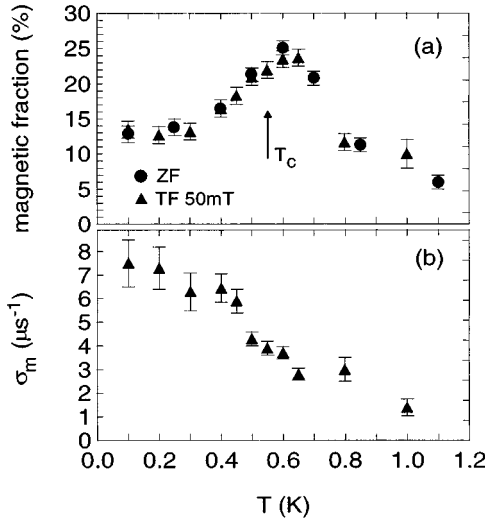 magnetic fraction (%)
30
25
20
15
10
5
0
(a)
T_C
ZF
TF 50mT
σ_m (μs⁻¹)
8
7
6
5
4
3
2
1
0
(b)
0.0 0.2 0.4 0.6 0.8 1.0 1.2
T (K)